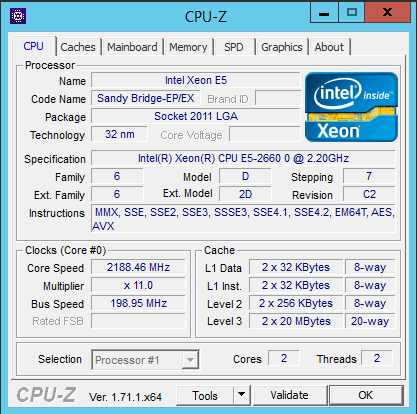 CPU-Z
CPU Caches Mainboard Memory SPD Graphics About
Processor
Name Intel Xeon E5
Code Name Sandy Bridge-EP/EX Brand ID
Package Socket 2011 LGA
Technology 32 nm Core Voltage
intel inside™
Xeon
Specification Intel(R) Xeon(R) CPU E5-2660 0 @ 2.20GHz
Family 6 Model D Stepping 7
Ext. Family 6 Ext. Model 2D Revision C2
Instructions MMX, SSE, SSE2, SSE3, SSSE3, SSE4.1, SSE4.2, EM64T, AES,
AVX
Clocks (Core #0)
Core Speed 2188.46 MHz
Multiplier x 11.0
Bus Speed 198.95 MHz
Rated FSB
Cache
L1 Data 2 x 32 KBytes 8-way
L1 Inst. 2 x 32 KBytes 8-way
Level 2 2 x 256 KBytes 8-way
Level 3 2 x 20 MBytes 20-way
Selection Processor #1 Cores 2 Threads 2
CPU-Z Ver. 1.71.1.x64 Tools Validate OK